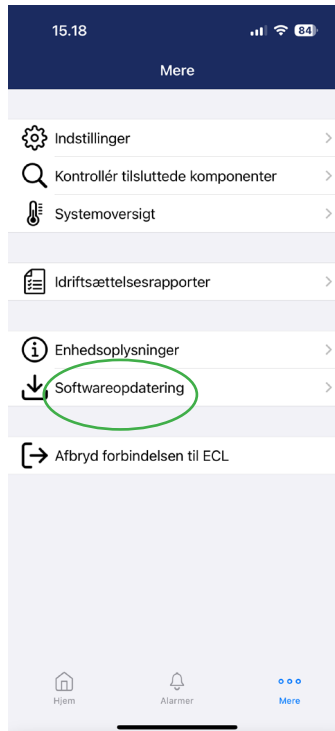 15.18
84
Mere
Indstillinger
Kontrollér tilsluttede komponenter
Systemoversigt
Idriftsættelsesrapporter
Enhedsoplysninger
Softwareopdatering
Afbryd forbindelsen til ECL
Hjem
Alarmer
Mere